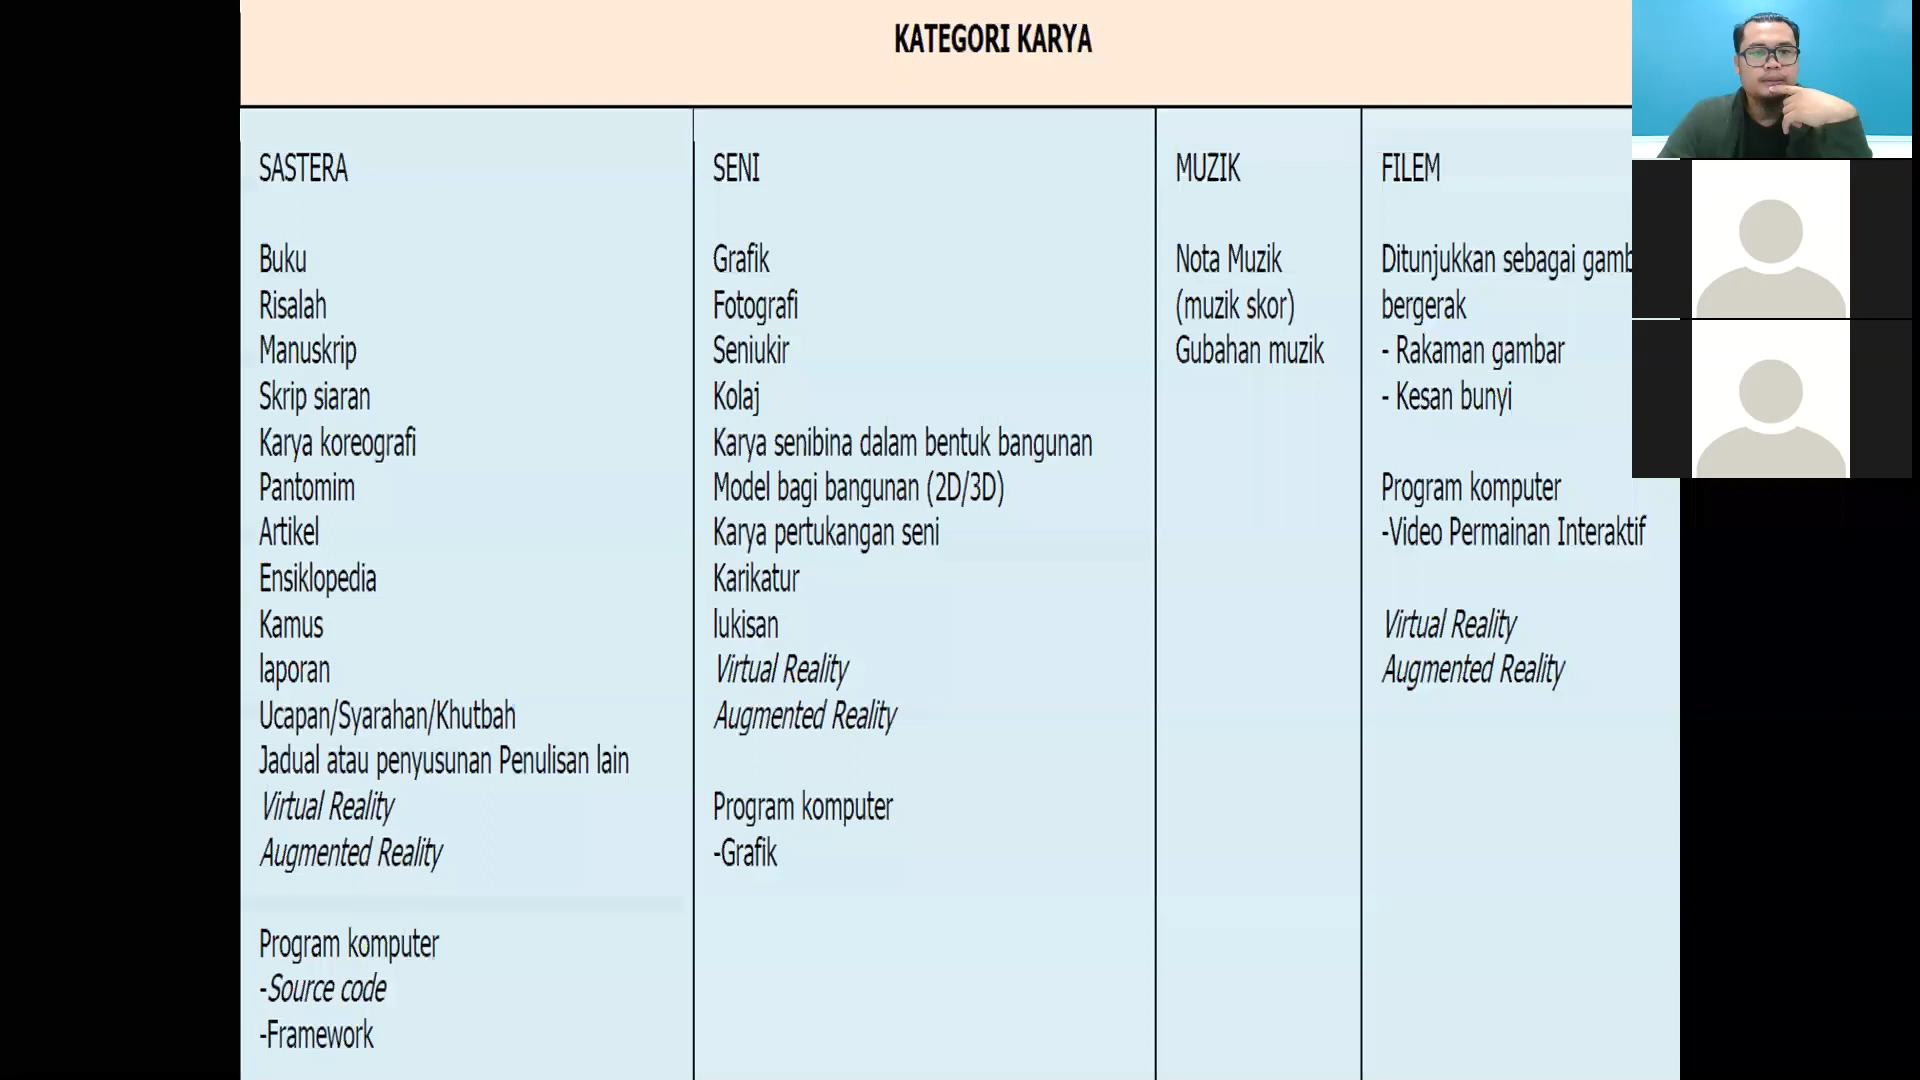 KATEGORI KARYA
SASTERA
Buku
Risalah
Manuskrip
Skrip siaran
Karya koreografi
Pantomim
Artikel
Ensiklopedia
Kamus
laporan
Ucapan/Syarahan/Khutbah
Jadual atau penyusunan Penulisan lain
Virtual Reality
Augmented Reality
Program komputer
-Source code
-Framework
SENI
Grafik
Fotografi
Seniukir
Kolaj
Karya senibina dalam bentuk bangunan
Model bagi bangunan (2D/3D)
Karya pertukangan seni
Karikatur
lukisan
Virtual Reality
Augmented Reality
Program komputer
-Grafik
MUZIK
Nota Muzik
(muzik skor)
Gubahan muzik
FILEM
Ditunjukkan sebagai
bergerak
- Rakaman gambar
- Kesan bunyi
Program komputer
-Video Permainan Interaktif
Virtual Reality
Augmented Reality